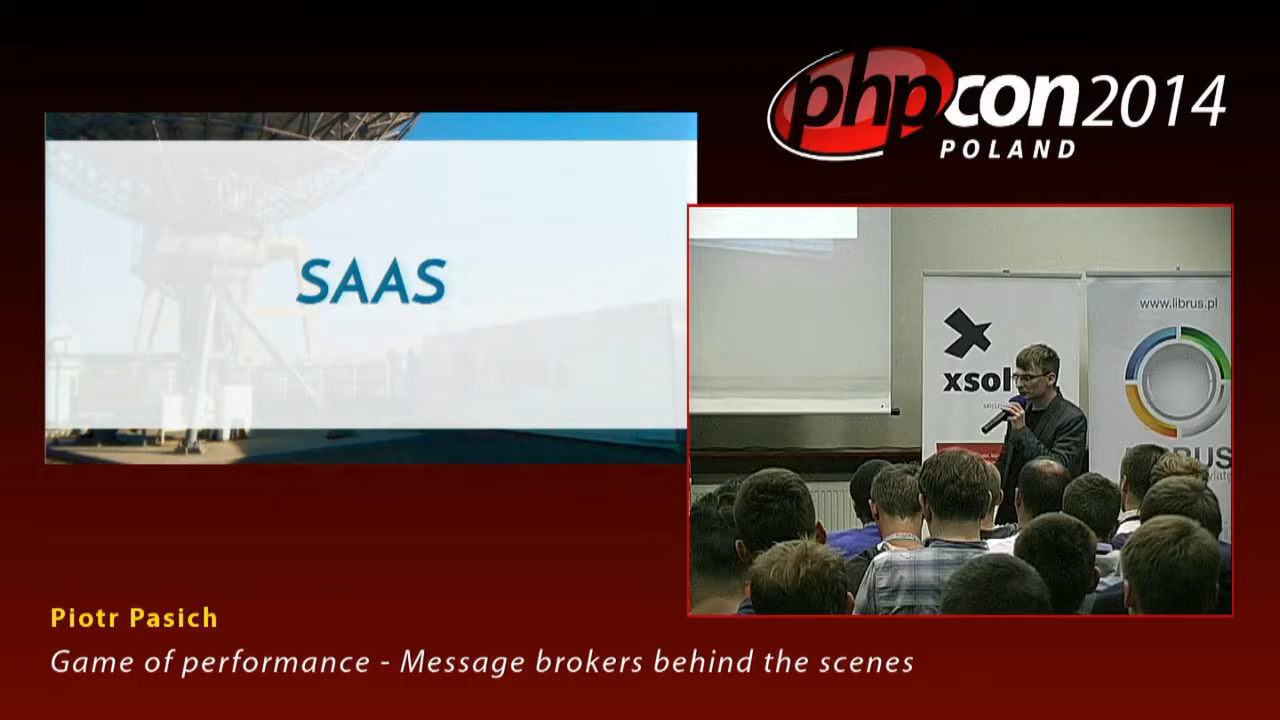 phpcon2014
POLAND
SAAS
www.librus.pl
xsol
Piotr Pasich
Game of performance - Message brokers behind the scenes